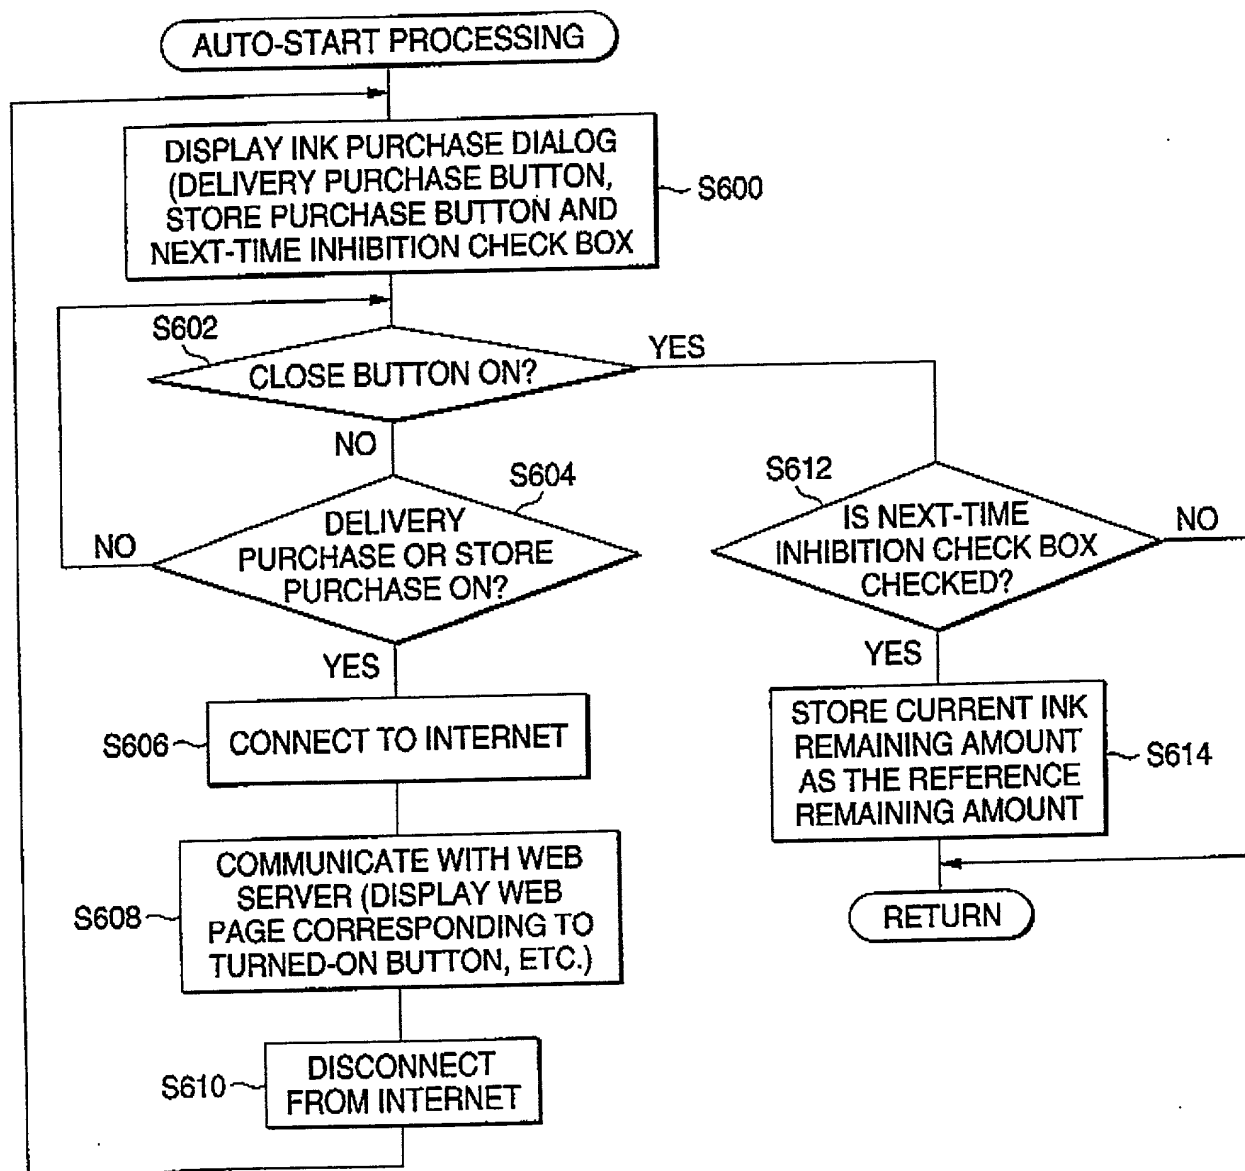 AUTO-START PROCESSING
DISPLAY INK PURCHASE DIALOG
(DELIVERY PURCHASE BUTTON,
STORE PURCHASE BUTTON AND
NEXT-TIME INHIBITION CHECK BOX
S600
S602
CLOSE BUTTON ON?
YES
NO
S604
DELIVERY
PURCHASE OR STORE
PURCHASE ON?
NO
YES
S612
IS NEXT-TIME
INHIBITION CHECK BOX
CHECKED?
NO
YES
S606
CONNECT TO INTERNET
STORE CURRENT INK
REMAINING AMOUNT
AS THE REFERENCE
REMAINING AMOUNT
S614
S608
COMMUNICATE WITH WEB
SERVER (DISPLAY WEB
PAGE CORRESPONDING TO
TURNED-ON BUTTON, ETC.)
RETURN
S610
DISCONNECT
FROM INTERNET